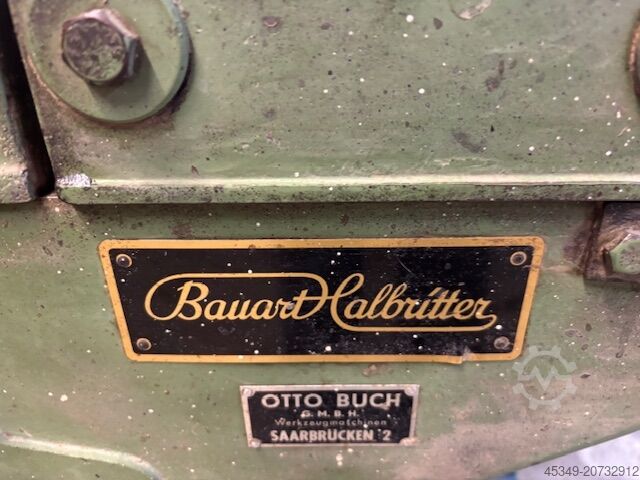 Bauart Halbritter
OTTO BUCH
G.M.B.H.
Werkzeugmaschinen
SAARBRÜCKEN 2
45349-20732912